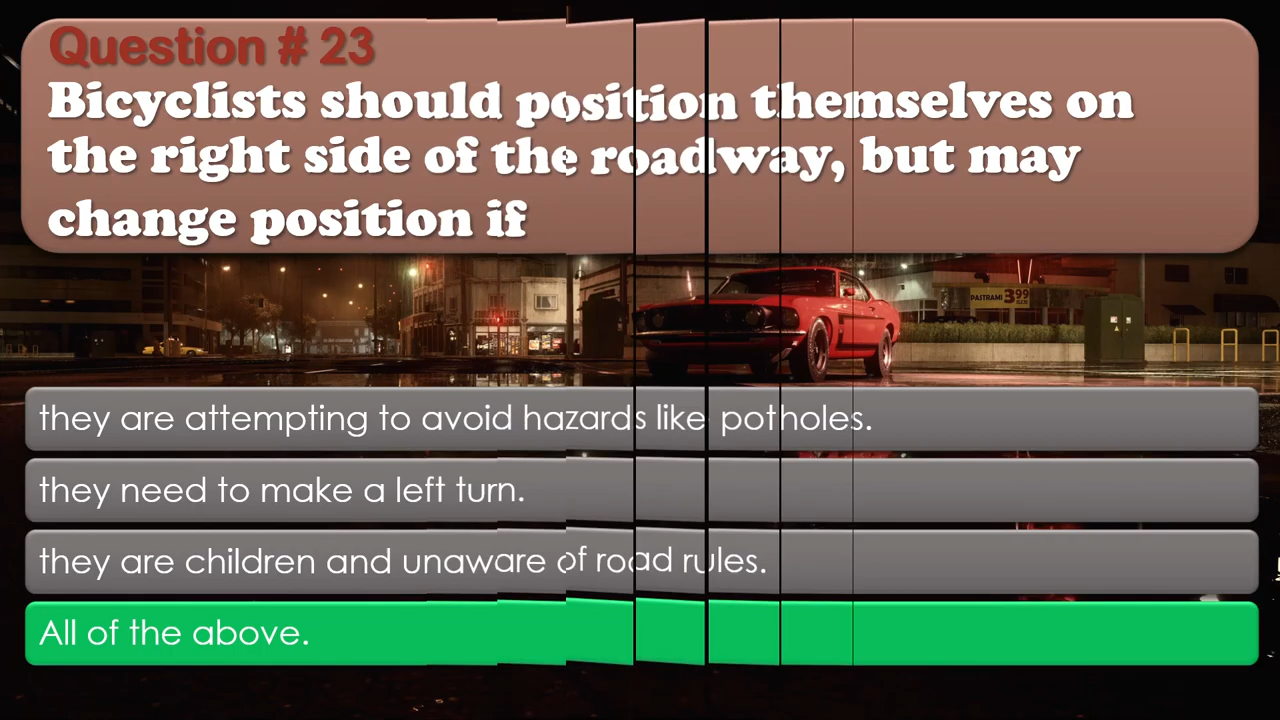 Question # 23
Bicyclists should position themselves on
the right side of the roadway, but may
change position if
PASTRAMI 3 99
they are attempting to avoid hazards like potholes.
they need to make a left turn.
they are children and unaware of road rules.
All of the above.